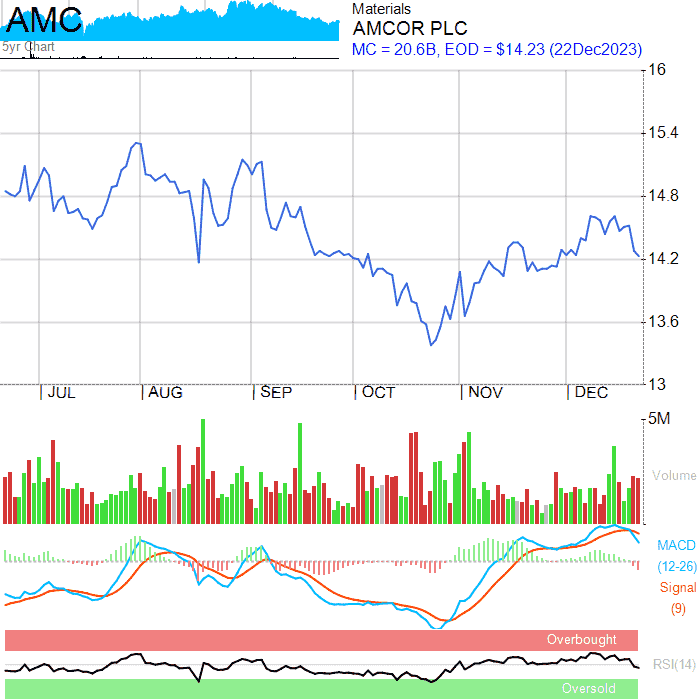 AMC
5yr Chart
Materials
AMCOR PLC
MC = 20.6B, EOD = $14.23 (22Dec2023)
16
15.4
14.8
14.2
13.6
13
JUL AUG SEP OCT NOV DEC
5M
Volume
MACD
(12-26)
Signal
(9)
Overbought
RSI(14)
Oversold